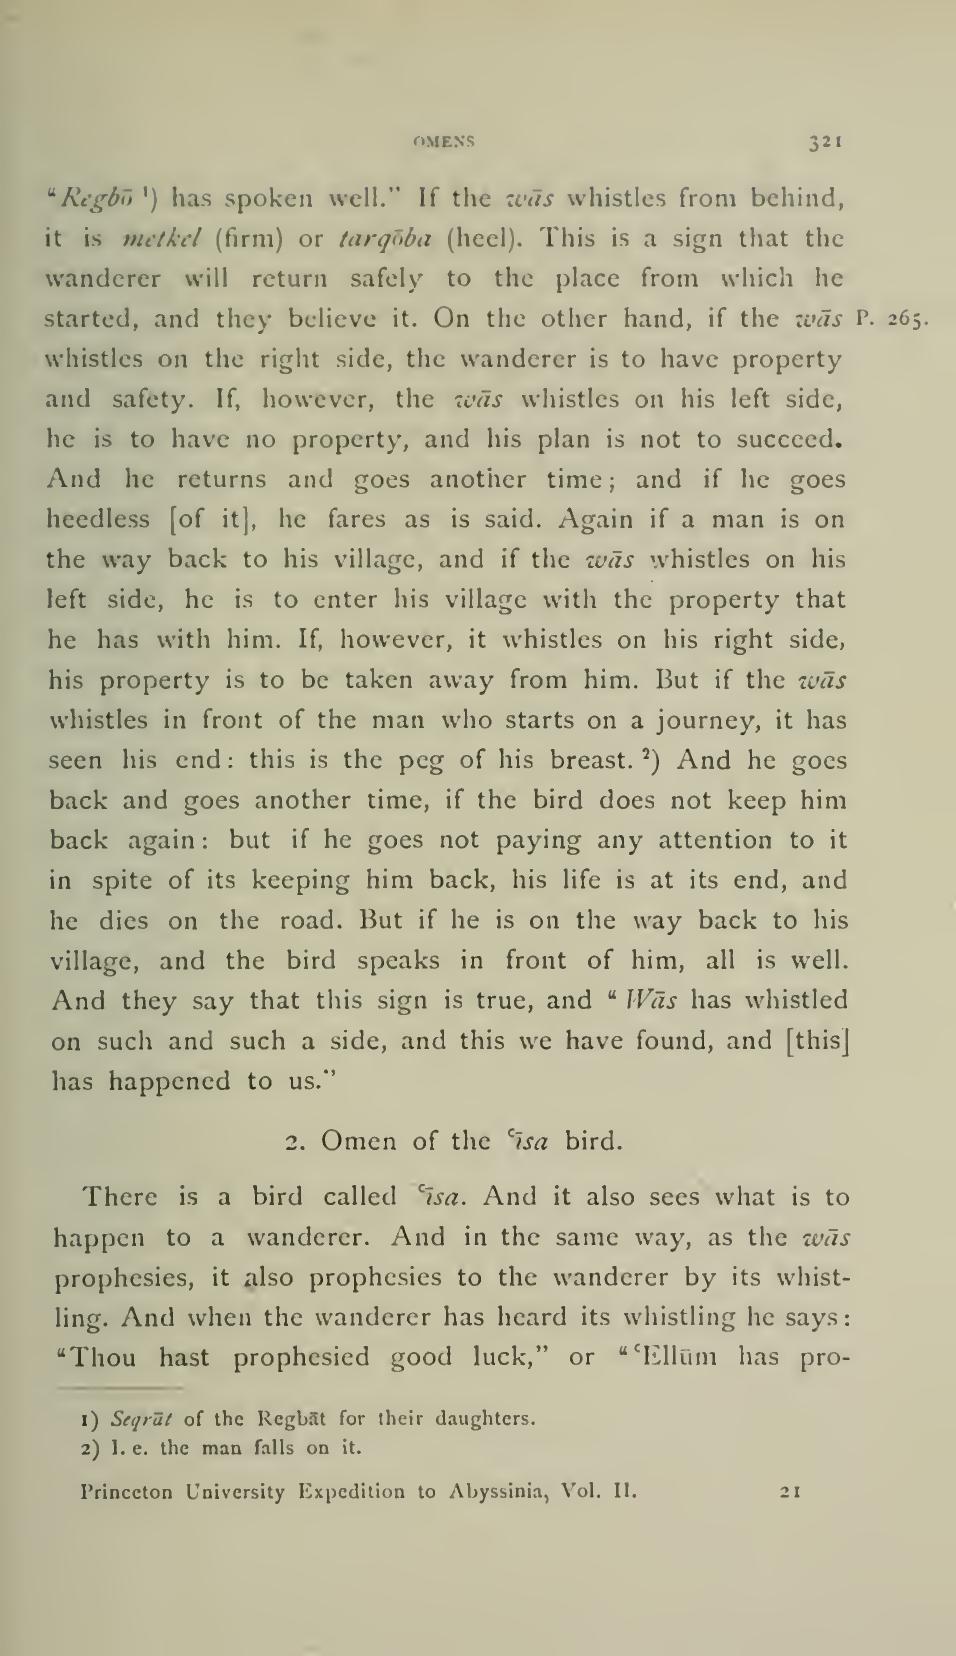 OMENS 321
“Regbō ¹) has spoken well.” If the wās whistles from behind,
it is metkel (firm) or tarqōba (heel). This is a sign that the
wanderer will return safely to the place from which he
started, and they believe it. On the other hand, if the wās P. 265.
whistles on the right side, the wanderer is to have property
and safety. If, however, the wās whistles on his left side,
he is to have no property, and his plan is not to succeed.
And he returns and goes another time; and if he goes
heedless [of it], he fares as is said. Again if a man is on
the way back to his village, and if the wās whistles on his
left side, he is to enter his village with the property that
he has with him. If, however, it whistles on his right side,
his property is to be taken away from him. But if the wās
whistles in front of the man who starts on a journey, it has
seen his end: this is the peg of his breast. ²) And he goes
back and goes another time, if the bird does not keep him
back again: but if he goes not paying any attention to it
in spite of its keeping him back, his life is at its end, and
he dies on the road. But if he is on the way back to his
village, and the bird speaks in front of him, all is well.
And they say that this sign is true, and “Wās has whistled
on such and such a side, and this we have found, and [this]
has happened to us.”
2. Omen of the ʿīsa bird.
There is a bird called ʿīsa. And it also sees what is to
happen to a wanderer. And in the same way, as the wās
prophesies, it also prophesies to the wanderer by its whist-
ling. And when the wanderer has heard its whistling he says:
“Thou hast prophesied good luck,” or “ʿEllūm has pro-
1) Seqrāt of the Regbāt for their daughters.
2) I. e. the man falls on it.
Princeton University Expedition to Abyssinia, Vol. II. 21